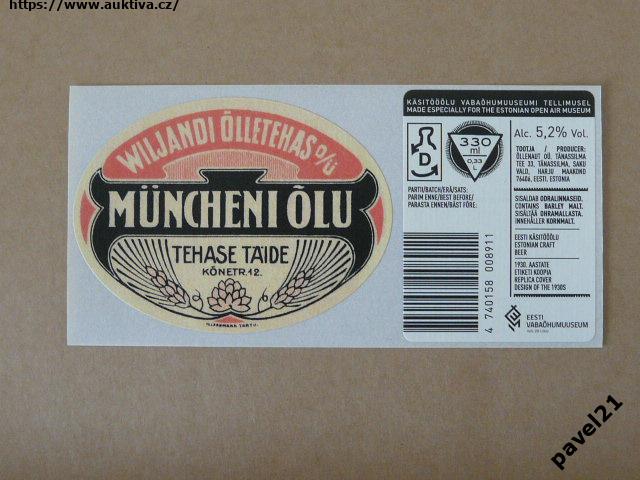 https://www.auktiva.cz/
WILJANDI ÕLLETEHAS O/Ü
MÜNCHENI ÕLU
TEHASE TÄIDE
KÕNETR. 12.
KÄSITÖÖÕLU VABAÕHUMUUSEUMI TELLIMUSEL
MADE ESPECIALLY FOR THE ESTONIAN OPEN AIR MUSEUM
D
330
ml
0,33
Alc. 5,2% Vol.
TOOTJA / PRODUCER:
ÕLLENAUT OÜ, TÄNASSILMA
TEE 33, TÄNASSILMA, SAKU
VALD, HARJU MAAKOND
76406, EESTI, ESTONIA
PARTII/BATCH/ERÄ/SATS:
PARIM ENNE/BEST BEFORE/
PARASTA ENNEN/BÄST FÖRE:
SISALDAB ODRALINNASEID.
CONTAINS BARLEY MALT.
SISÄLTÄÄ OHRAMALLASTA.
INNEHÅLLER KORNMALT.
EESTI KÄSITÖÖÕLU
ESTONIAN CRAFT
BEER
1930. AASTATE
ETIKETI KOOPIA
REPLICA COVER
DESIGN OF THE 1930S
4 740158 008911
EESTI
VABAÕHUMUUSEUM
pavel21